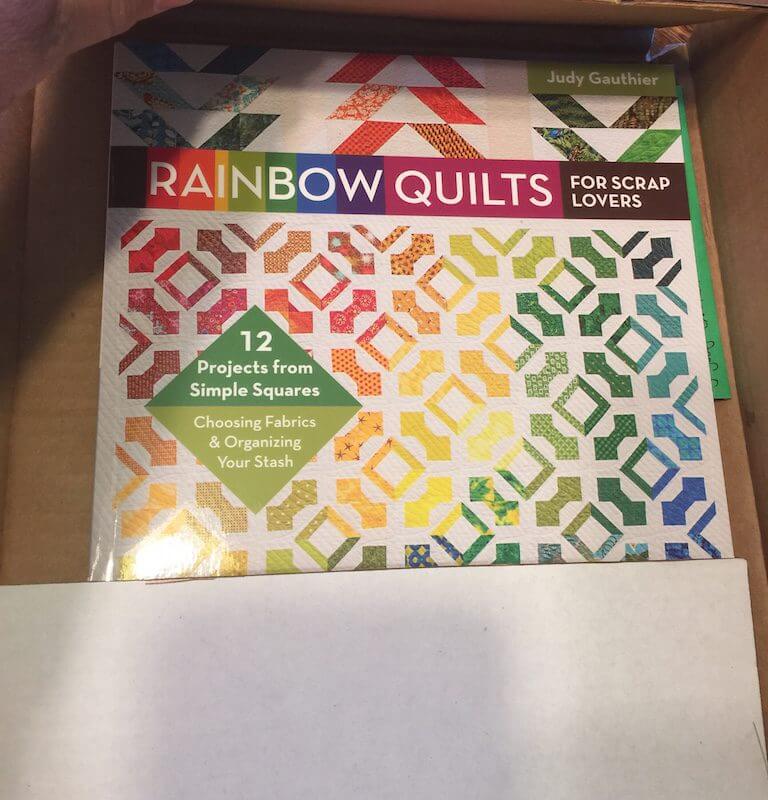 Judy Gauthier
RAINBOW QUILTS FOR SCRAP
LOVERS
12
Projects from
Simple Squares
Choosing Fabrics
& Organizing
Your Stash